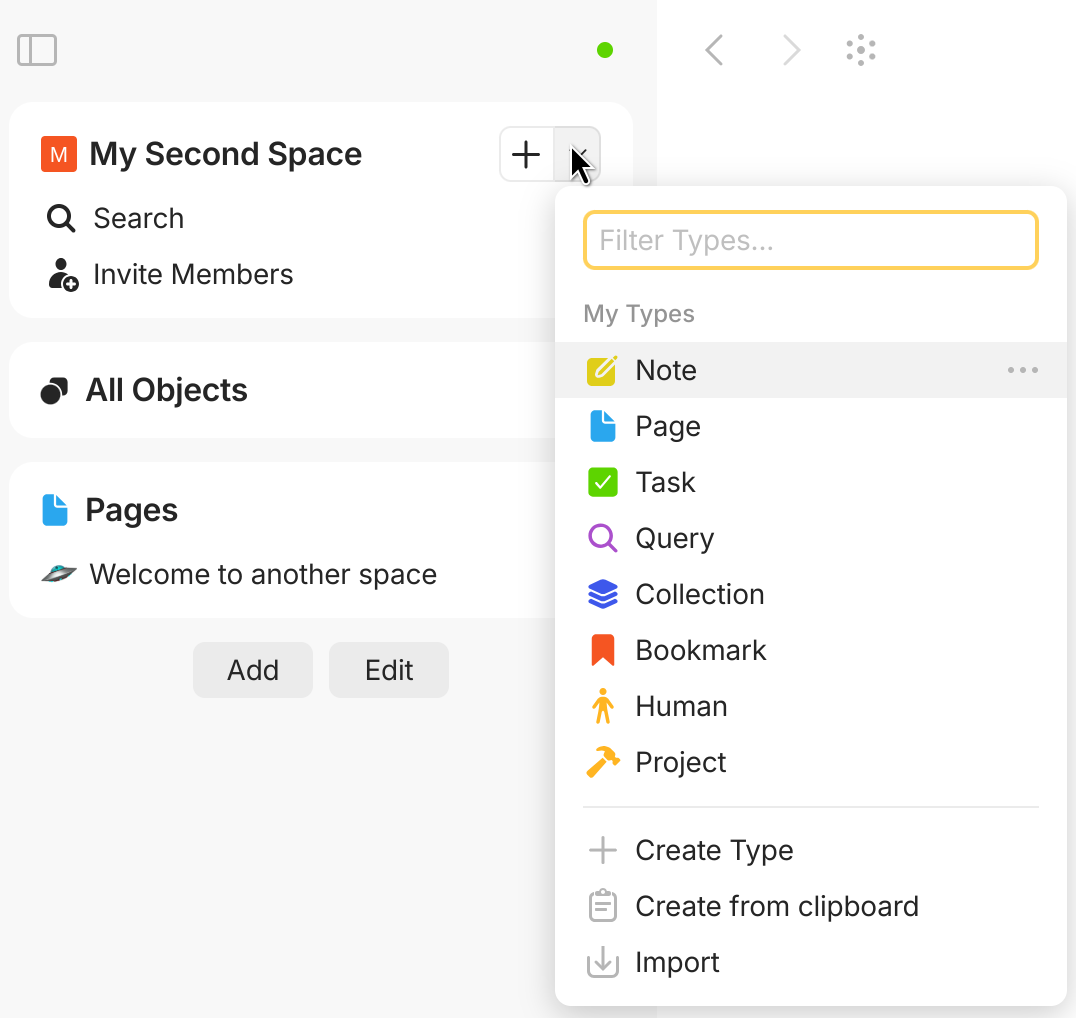 M My Second Space
Search
Invite Members
All Objects
Pages
Welcome to another space
Add Edit
Filter Types...
My Types
Note
Page
Task
Query
Collection
Bookmark
Human
Project
Create Type
Create from clipboard
Import